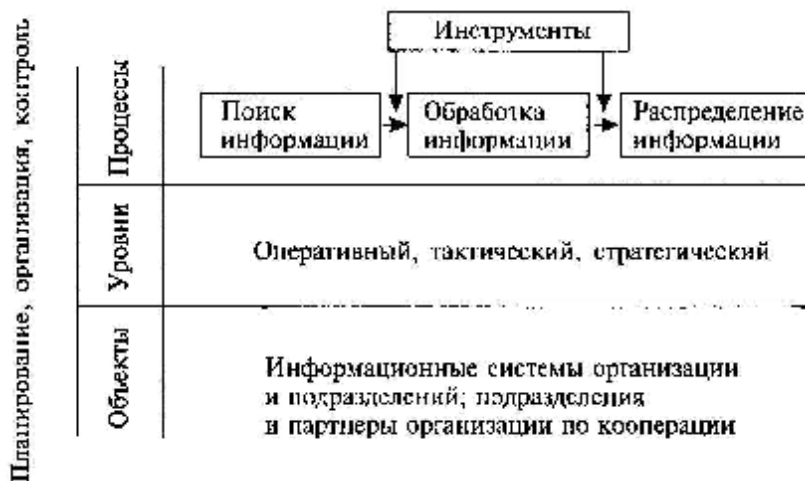 Планирование, организация, контроль
Инструменты
Процессы
Поиск
информации
Обработка
информации
Распределение
информации
Уровни
Оперативный, тактический, стратегический
Объекты
Информационные системы организации
и подразделений; подразделения
и партнеры организации по кооперации